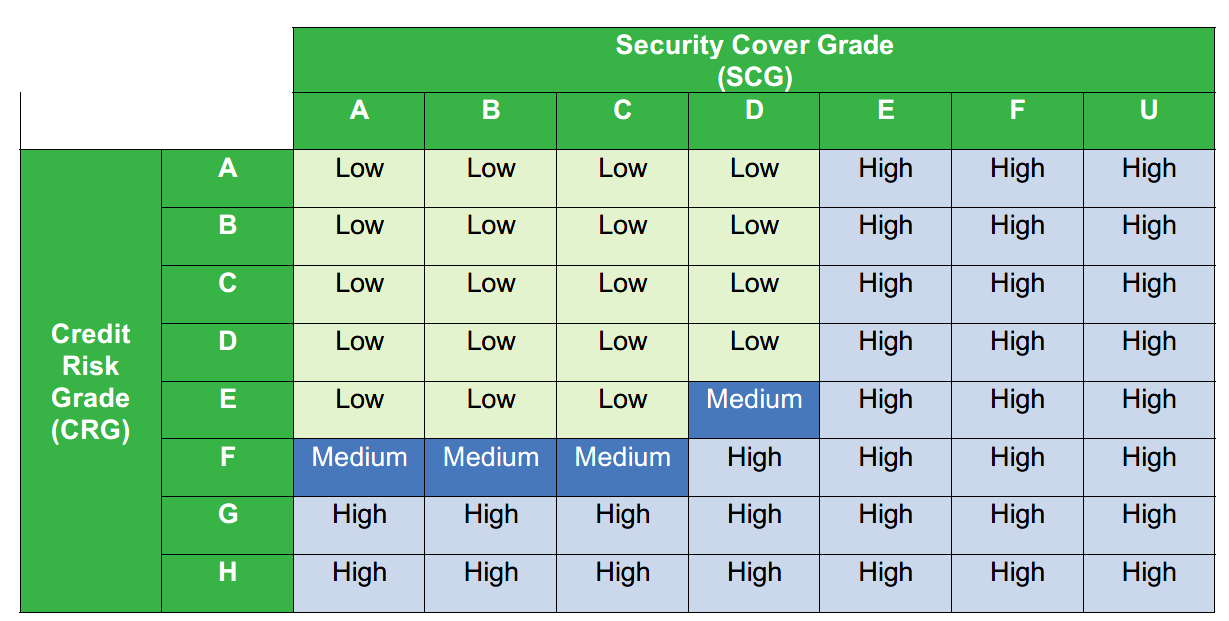 Security Cover Grade
(SCG)
A B C D E F U
Credit
Risk
Grade
(CRG)
A Low Low Low Low High High High
B Low Low Low Low High High High
C Low Low Low Low High High High
D Low Low Low Low High High High
E Low Low Low Medium High High High
F Medium Medium Medium High High High High
G High High High High High High High
H High High High High High High High